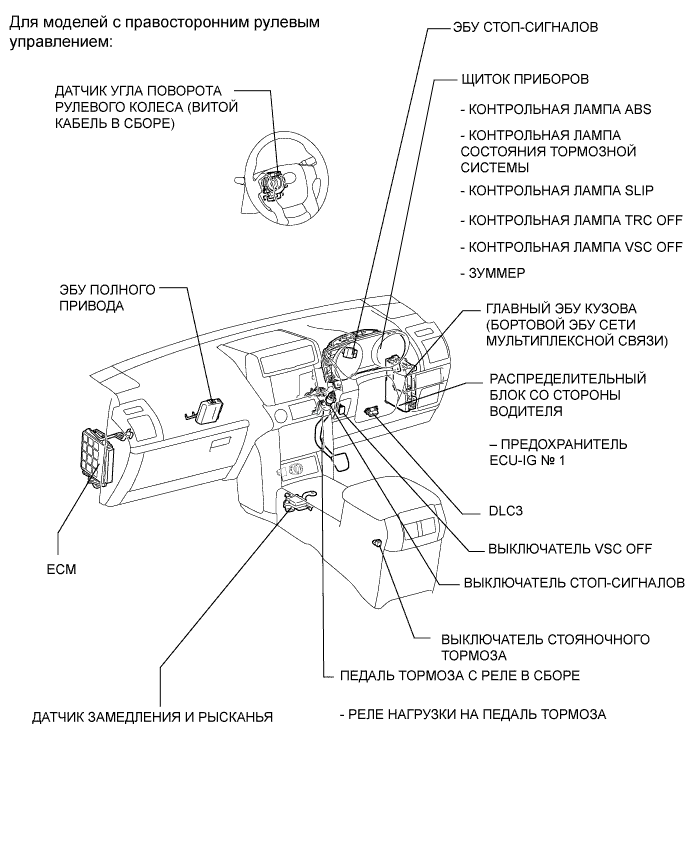 Для моделей с правосторонним рулевым
управлением:
ЭБУ СТОП-СИГНАЛОВ
ЩИТОК ПРИБОРОВ
- КОНТРОЛЬНАЯ ЛАМПА ABS
- КОНТРОЛЬНАЯ ЛАМПА
СОСТОЯНИЯ ТОРМОЗНОЙ
СИСТЕМЫ
- КОНТРОЛЬНАЯ ЛАМПА SLIP
- КОНТРОЛЬНАЯ ЛАМПА TRC OFF
- КОНТРОЛЬНАЯ ЛАМПА VSC OFF
- ЗУММЕР
ДАТЧИК УГЛА ПОВОРОТА
РУЛЕВОГО КОЛЕСА (ВИТОЙ
КАБЕЛЬ В СБОРЕ)
ЭБУ ПОЛНОГО
ПРИВОДА
ГЛАВНЫЙ ЭБУ КУЗОВА
(БОРТОВОЙ ЭБУ СЕТИ
МУЛЬТИПЛЕКСНОЙ СВЯЗИ)
РАСПРЕДЕЛИТЕЛЬНЫЙ
БЛОК СО СТОРОНЫ
ВОДИТЕЛЯ
– ПРЕДОХРАНИТЕЛЬ
ECU-IG № 1
DLC3
ВЫКЛЮЧАТЕЛЬ VSC OFF
ECM
ВЫКЛЮЧАТЕЛЬ СТОП-СИГНАЛОВ
ВЫКЛЮЧАТЕЛЬ СТОЯНОЧНОГО
ТОРМОЗА
ПЕДАЛЬ ТОРМОЗА С РЕЛЕ В СБОРЕ
- РЕЛЕ НАГРУЗКИ НА ПЕДАЛЬ ТОРМОЗА
ДАТЧИК ЗАМЕДЛЕНИЯ И РЫСКАНЬЯ